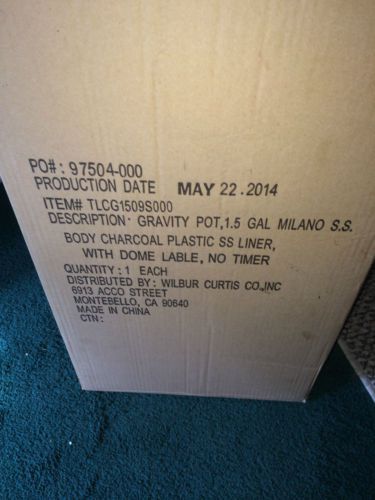 PO#: 97504-000
PRODUCTION DATE MAY 22.2014
ITEM# TLCG1509S000
DESCRIPTION: GRAVITY POT,1.5 GAL MILANO S.S.
BODY CHARCOAL PLASTIC SS LINER,
WITH DOME LABLE, NO TIMER
QUANTITY: 1 EACH
DISTRIBUTED BY: WILBUR CURTIS CO.,INC
6913 ACCO STREET
MONTEBELLO, CA 90640
MADE IN CHINA
CTN: